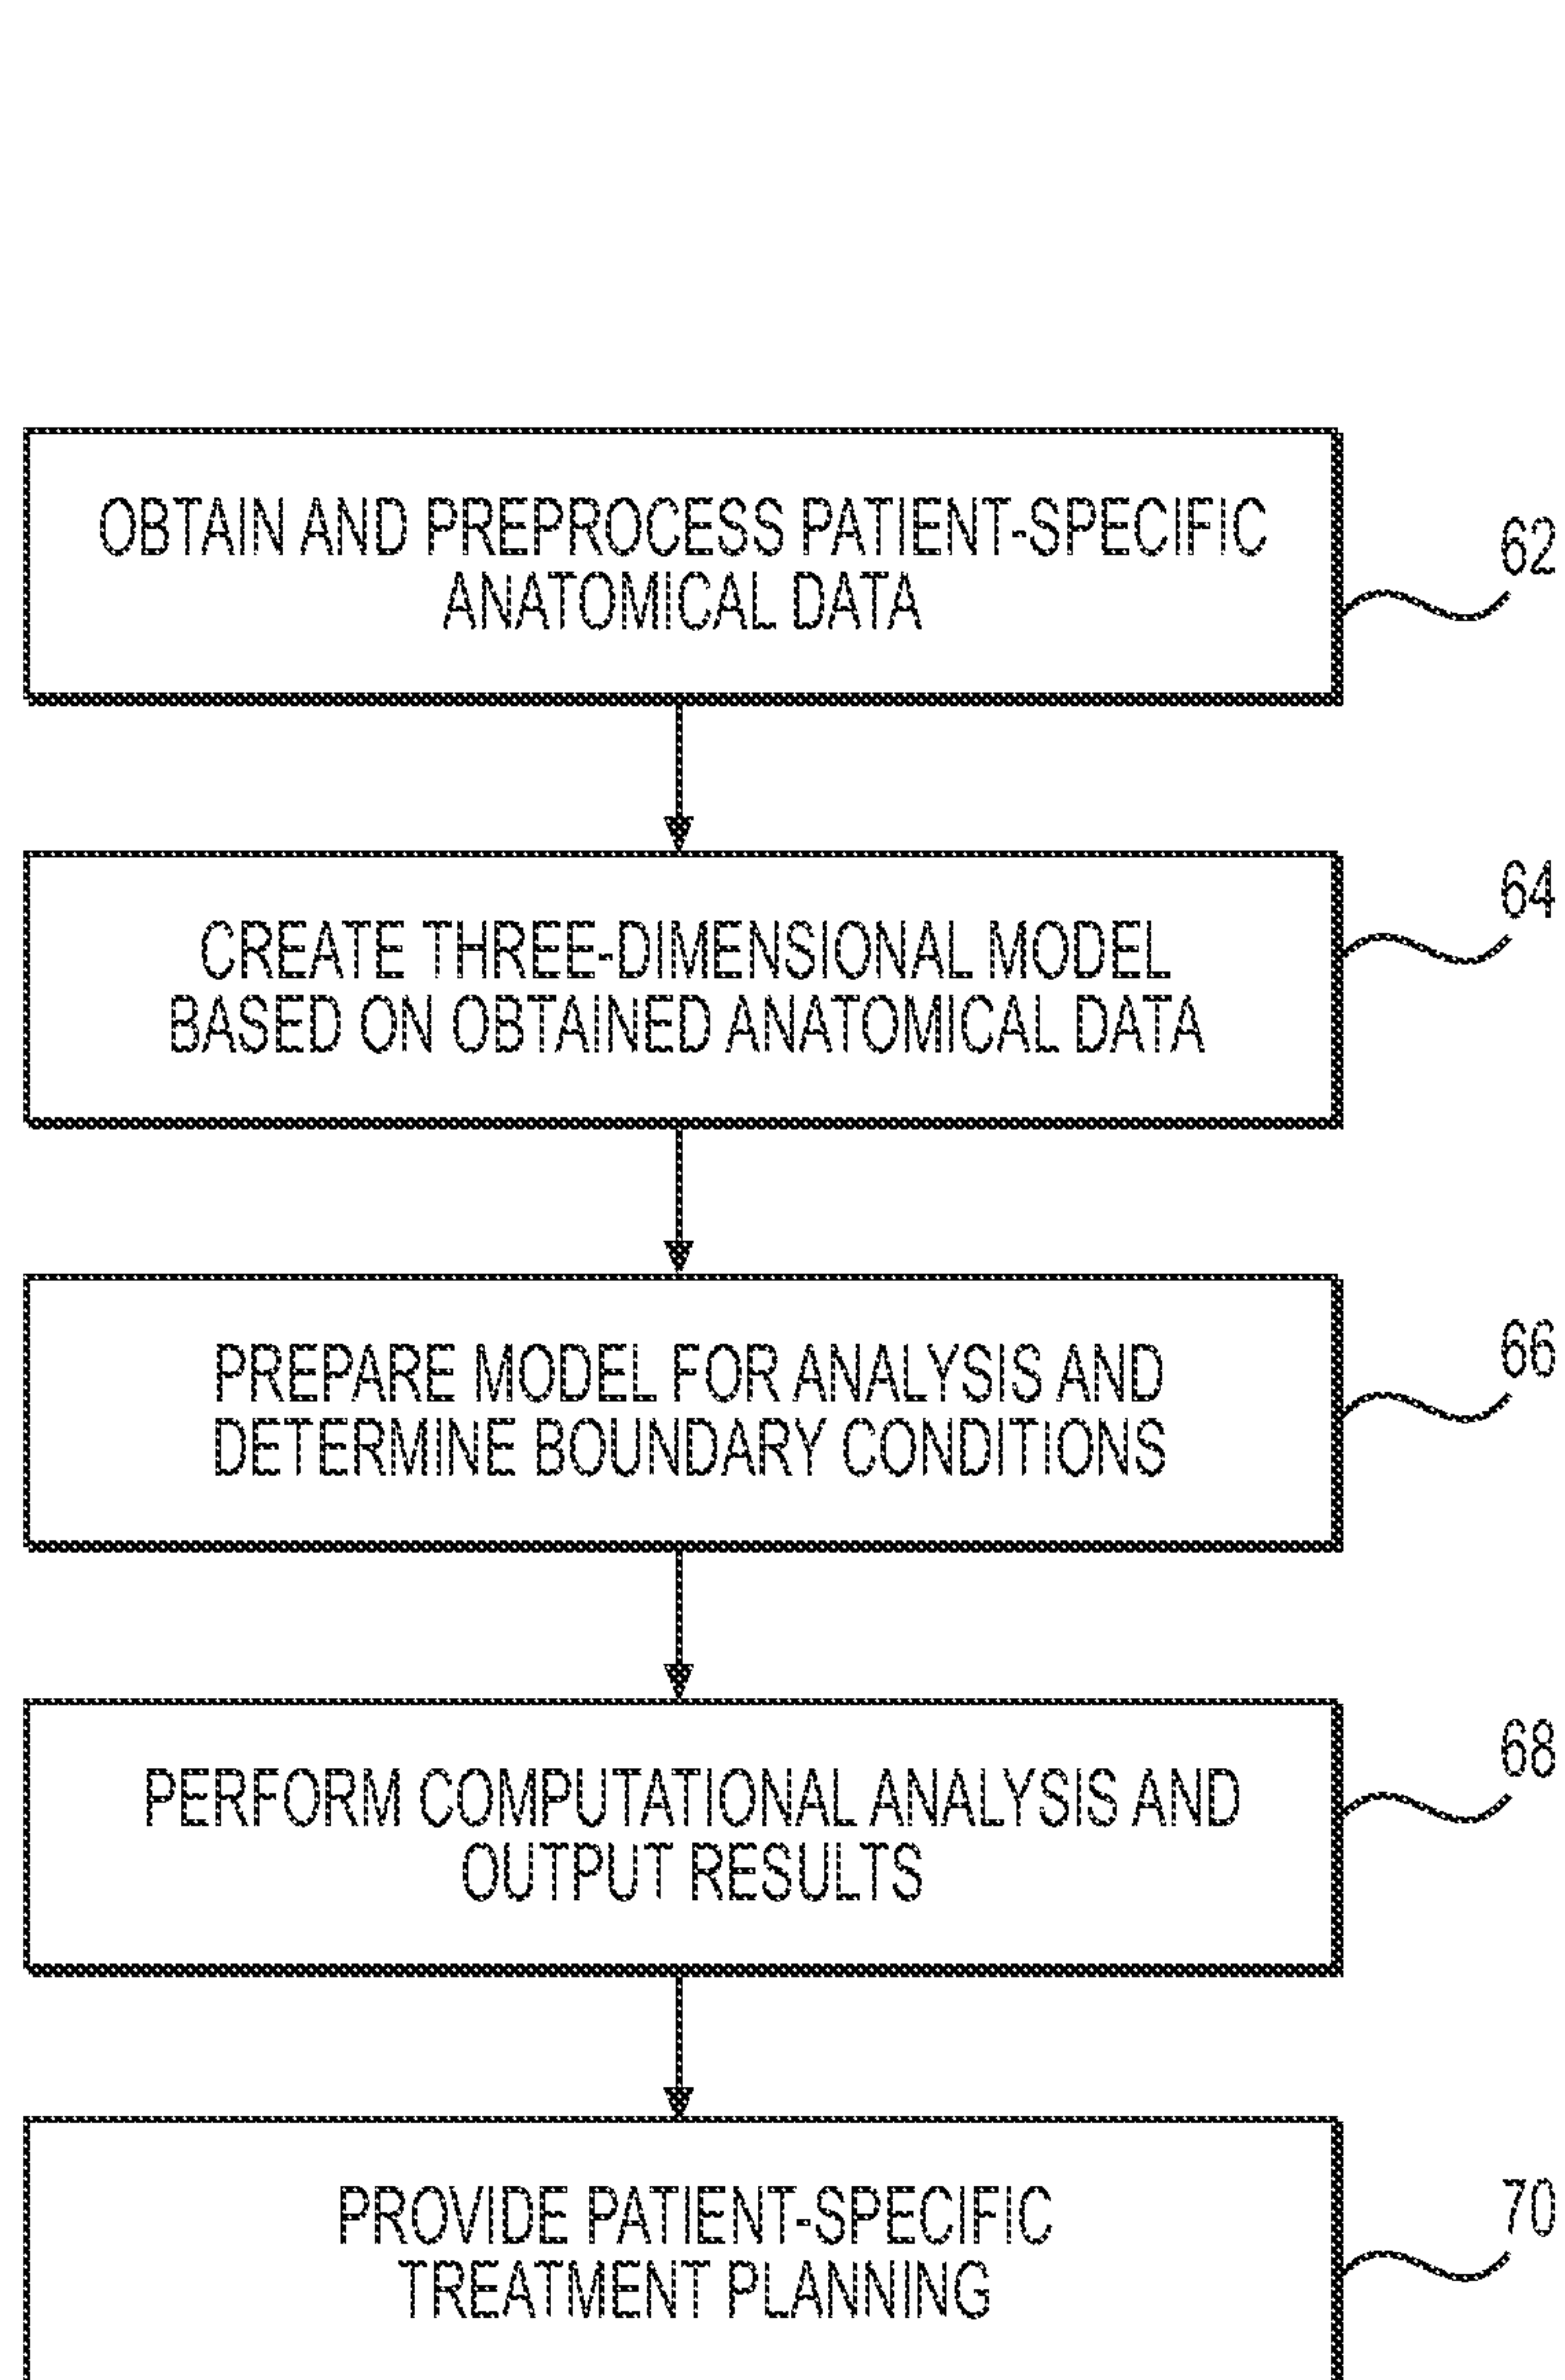 OBTAIN AND PREPROCESS PATIENT-SPECIFIC
ANATOMICAL DATA
62
CREATE THREE-DIMENSIONAL MODEL
BASED ON OBTAINED ANATOMICAL DATA
64
PREPARE MODEL FOR ANALYSIS AND
DETERMINE BOUNDARY CONDITIONS
66
PERFORM COMPUTATIONAL ANALYSIS AND
OUTPUT RESULTS
68
PROVIDE PATIENT-SPECIFIC
TREATMENT PLANNING
70